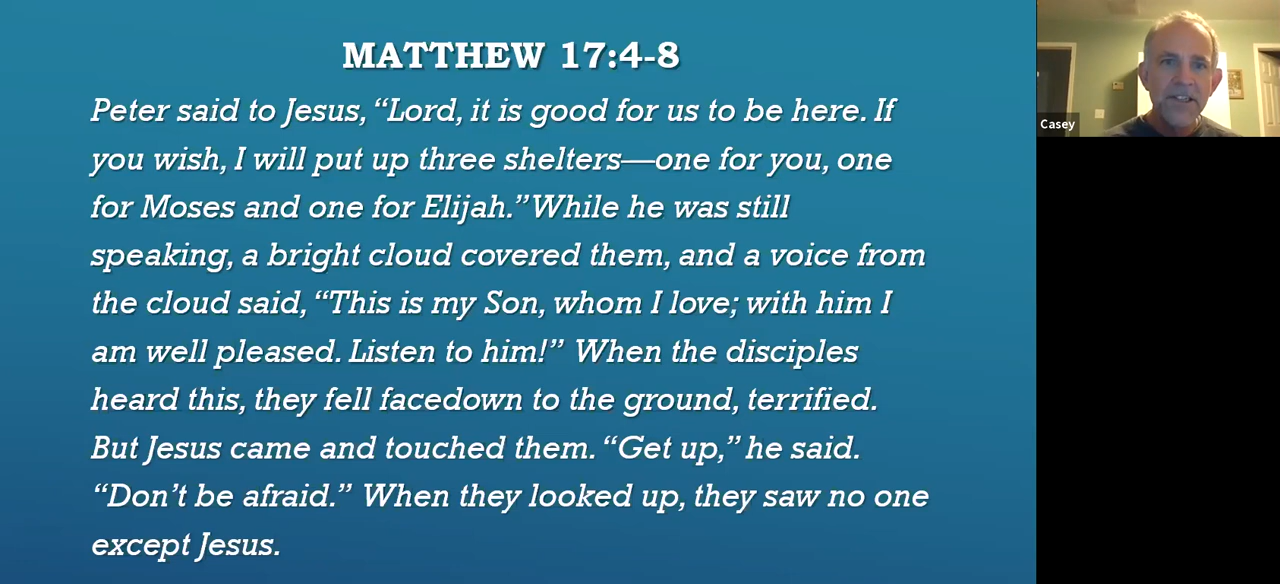 MATTHEW 17:4-8
Peter said to Jesus, “Lord, it is good for us to be here. If
you wish, I will put up three shelters—one for you, one
for Moses and one for Elijah.”While he was still
speaking, a bright cloud covered them, and a voice from
the cloud said, “This is my Son, whom I love; with him I
am well pleased. Listen to him!” When the disciples
heard this, they fell facedown to the ground, terrified.
But Jesus came and touched them. “Get up,” he said.
“Don’t be afraid.” When they looked up, they saw no one
except Jesus.
Casey